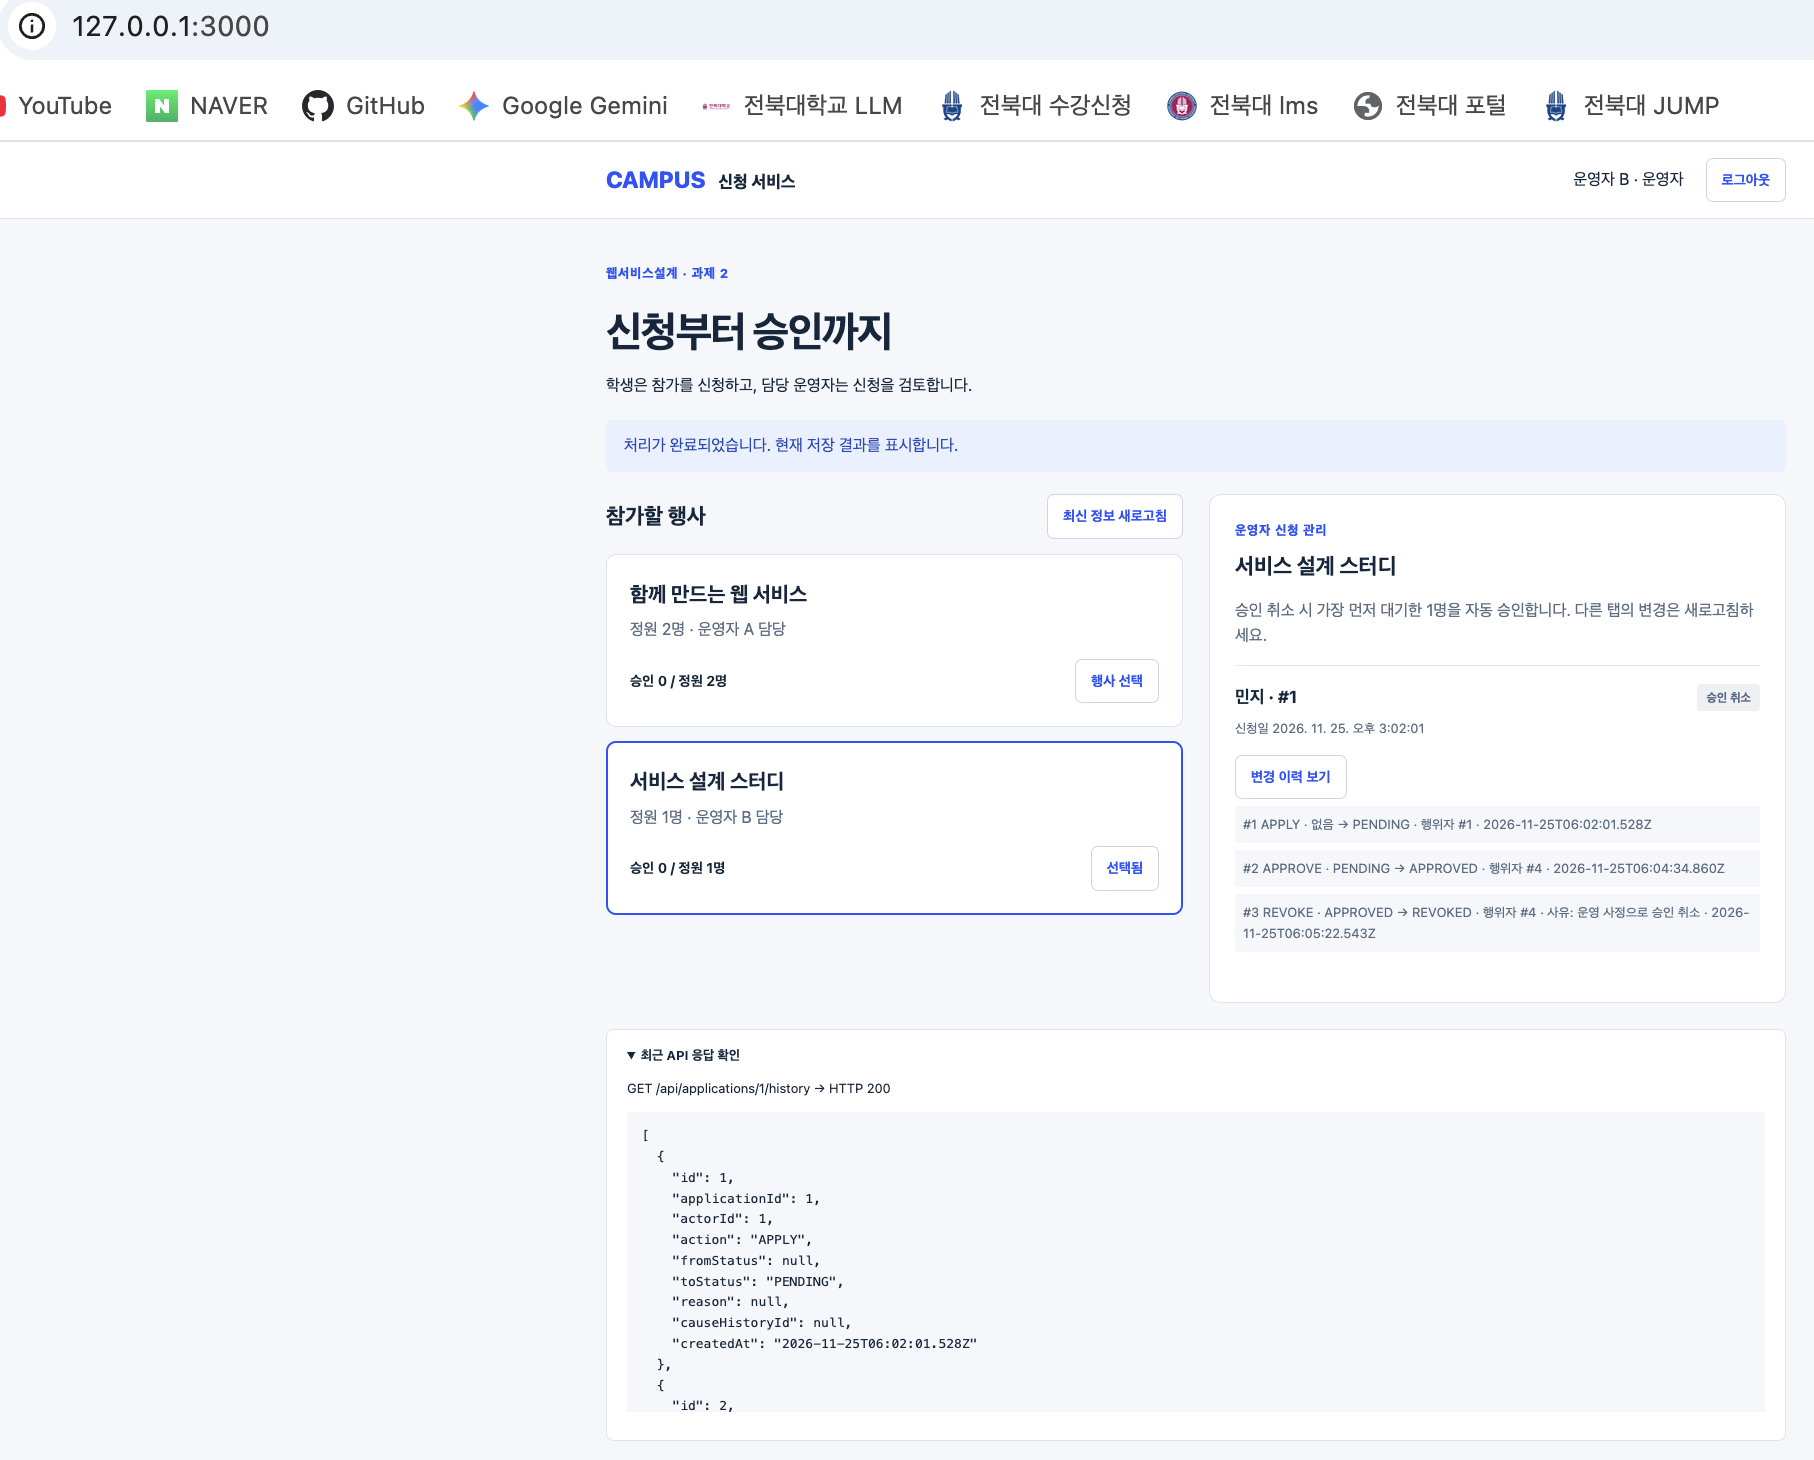 127.0.0.1:3000
YouTube NAVER GitHub Google Gemini 전북대학교 LLM 전북대 수강신청 전북대 lms 전북대 포털 전북대 JUMP
CAMPUS 신청 서비스
운영자 B · 운영자
로그아웃
웹서비스설계 · 과제 2
신청부터 승인까지
학생은 참가를 신청하고, 담당 운영자는 신청을 검토합니다.
처리가 완료되었습니다. 현재 저장 결과를 표시합니다.
참가할 행사
최신 정보 새로고침
함께 만드는 웹 서비스
정원 2명 · 운영자 A 담당
승인 0 / 정원 2명
행사 선택
서비스 설계 스터디
정원 1명 · 운영자 B 담당
승인 0 / 정원 1명
선택됨
운영자 신청 관리
서비스 설계 스터디
승인 취소 시 가장 먼저 대기한 1명을 자동 승인합니다. 다른 탭의 변경은 새로고침하
세요.
민지 · #1
승인 취소
신청일 2026. 11. 25. 오후 3:02:01
변경 이력 보기
#1 APPLY · 없음 → PENDING · 행위자 #1 · 2026-11-25T06:02:01.528Z
#2 APPROVE · PENDING → APPROVED · 행위자 #4 · 2026-11-25T06:04:34.860Z
#3 REVOKE · APPROVED → REVOKED · 행위자 #4 · 사유: 운영 사정으로 승인 취소 · 2026-
11-25T06:05:22.543Z
▼ 최근 API 응답 확인
GET /api/applications/1/history → HTTP 200
[
{
"id": 1,
"applicationId": 1,
"actorId": 1,
"action": "APPLY",
"fromStatus": null,
"toStatus": "PENDING",
"reason": null,
"causeHistoryId": null,
"createdAt": "2026-11-25T06:02:01.528Z"
},
{
"id": 2,